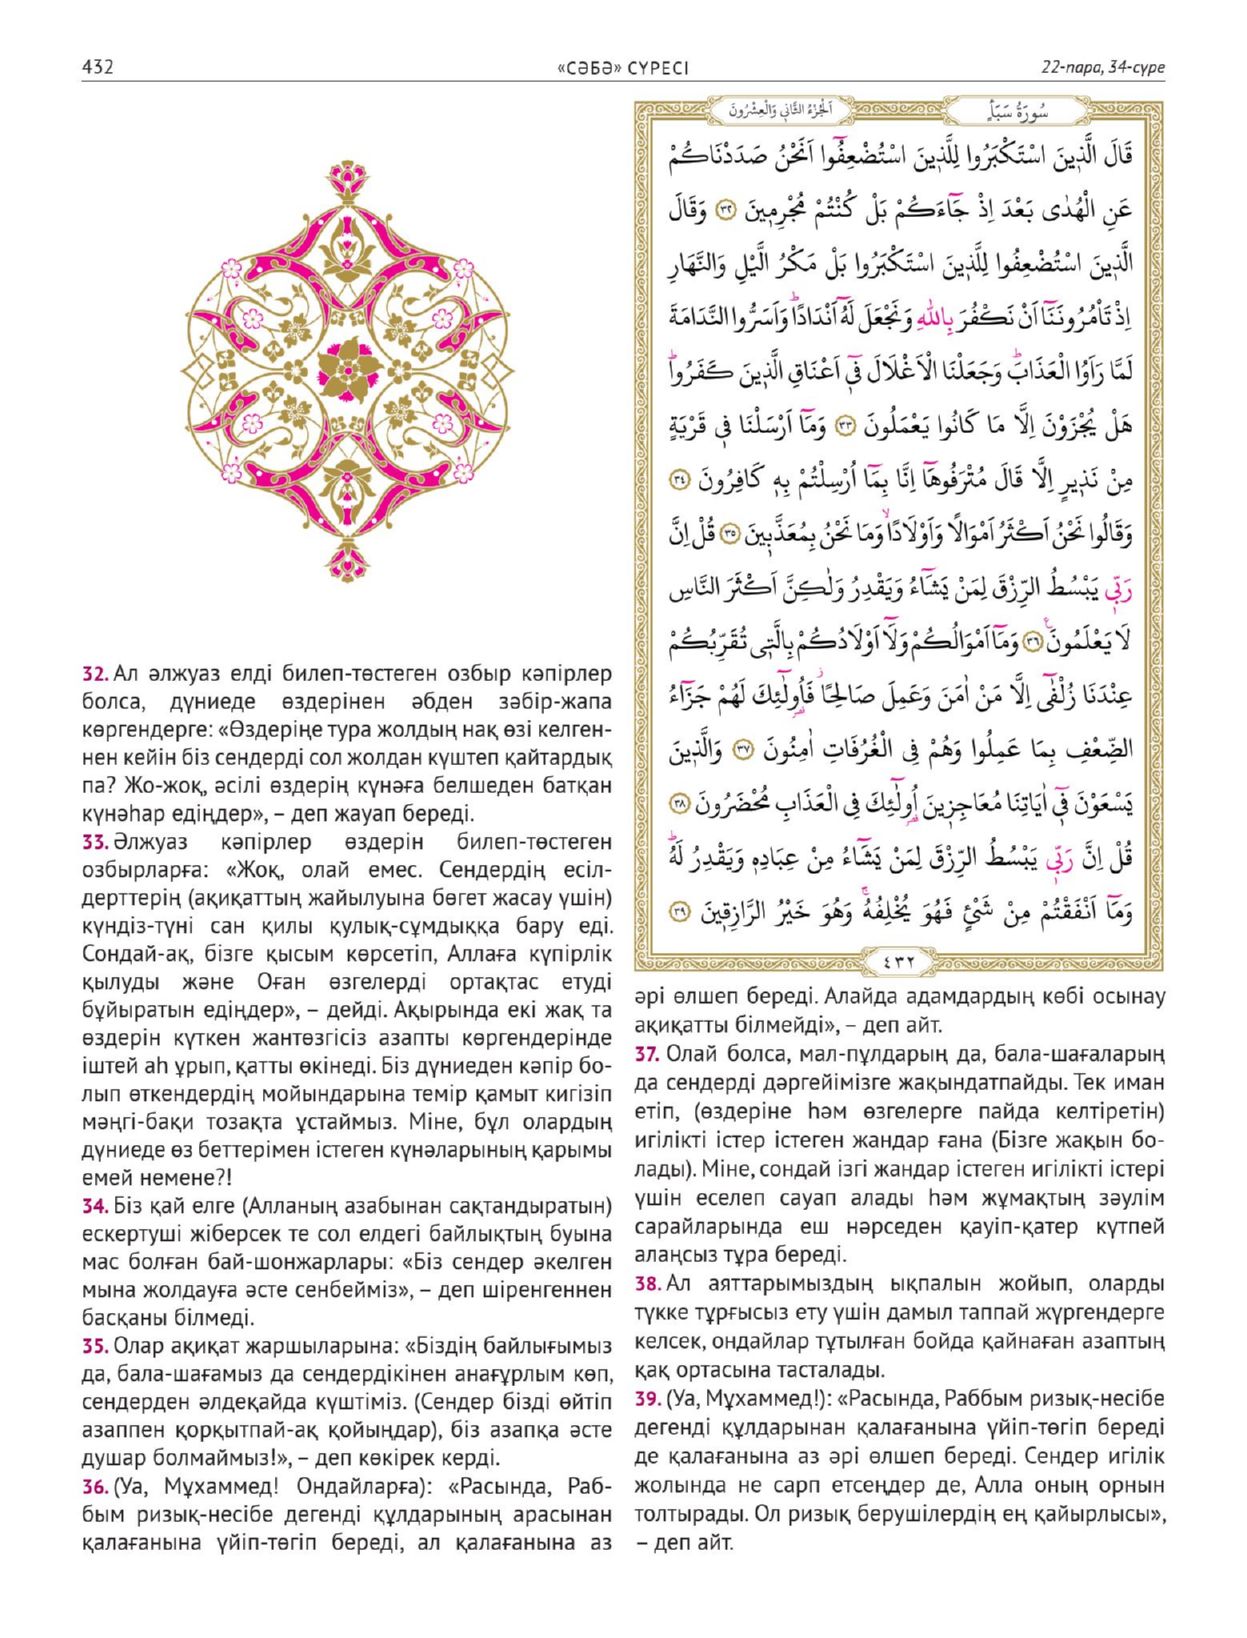 432
«СӘБӘ» СҮРЕСІ
22-пара, 34-сүре
اَلْجُزْءُ الثَّانِي وَالْعِشْرُونَ
سُورَةُ سَبَأٍ
قَالَ الَّذ۪ينَ اسْتَكْبَرُوا لِلَّذ۪ينَ اسْتُضْعِفُٓوا اَنَحْنُ صَدَدْنَاكُمْ
عَنِ الْهُدٰى بَعْدَ اِذْ جَٓاءَكُمْ بَلْ كُنْتُمْ مُجْرِم۪ينَ ﴿٣٢﴾ وَقَالَ
الَّذ۪ينَ اسْتُضْعِفُوا لِلَّذ۪ينَ اسْتَكْبَرُوا بَلْ مَكْرُ الَّيْلِ وَالنَّهَارِ
اِذْ تَأْمُرُونَنَٓا اَنْ نَكْفُرَ بِاللّٰهِ وَنَجْعَلَ لَهُٓ اَنْدَادًاۜ وَاَسَرُّوا النَّدَامَةَ
لَمَّا رَاَوُا الْعَذَابَۜ وَجَعَلْنَا الْاَغْلَالَ ف۪ٓي اَعْنَاقِ الَّذ۪ينَ كَفَرُواۜ
هَلْ يُجْزَوْنَ اِلَّا مَا كَانُوا يَعْمَلُونَ ﴿٣٣﴾ وَمَٓا اَرْسَلْنَا ف۪ي قَرْيَةٍ
مِنْ نَذ۪يرٍ اِلَّا قَالَ مُتْرَفُوهَٓا اِنَّا بِمَٓا اُرْسِلْتُمْ بِه۪ كَافِرُونَ ﴿٣٤﴾
وَقَالُوا نَحْنُ اَكْثَرُ اَمْوَالًا وَاَوْلَادًاۙ وَمَا نَحْنُ بِمُعَذَّب۪ينَ ﴿٣٥﴾ قُلْ اِنَّ
رَبّ۪ي يَبْسُطُ الرِّزْقَ لِمَنْ يَشَٓاءُ وَيَقْدِرُ وَلٰكِنَّ اَكْثَرَ النَّاسِ
لَا يَعْلَمُونَ۟ ﴿٣٦﴾ وَمَٓا اَمْوَالُكُمْ وَلَٓا اَوْلَادُكُمْ بِالَّت۪ي تُقَرِّبُكُمْ
عِنْدَنَا زُلْفٰٓى اِلَّا مَنْ اٰمَنَ وَعَمِلَ صَالِحًاۘ فَاُو۬لٰٓئِكَ لَهُمْ جَزَٓاءُ
الضِّعْفِ بِمَا عَمِلُوا وَهُمْ فِي الْغُرُفَاتِ اٰمِنُونَ ﴿٣٧﴾ وَالَّذ۪ينَ
يَسْعَوْنَ ف۪ٓي اٰيَاتِنَا مُعَاجِز۪ينَ اُو۬لٰٓئِكَ فِي الْعَذَابِ مُحْضَرُونَ ﴿٣٨﴾
قُلْ اِنَّ رَبّ۪ي يَبْسُطُ الرِّزْقَ لِمَنْ يَشَٓاءُ مِنْ عِبَادِه۪ وَيَقْدِرُ لَهُۜ
وَمَٓا اَنْفَقْتُمْ مِنْ شَيْءٍ فَهُوَ يُخْلِفُهُۚ وَهُوَ خَيْرُ الرَّازِق۪ينَ ﴿٣٩﴾
٤٣٢
32. Ал әлжуаз елді билеп-төстеген озбыр кәпірлер
болса, дүниеде өздерінен әбден зәбір-жапа
көргендерге: «Өздеріңе тура жолдың нақ өзі келген-
нен кейін біз сендерді сол жолдан күштеп қайтардық
па? Жо-жоқ, әсілі өздерің күнәға белшеден батқан
күнәһар едіңдер», – деп жауап береді.
33. Әлжуаз кәпірлер өздерін билеп-төстеген
озбырларға: «Жоқ, олай емес. Сендердің есіл-
дерттерің (ақиқаттың жайылуына бөгет жасау үшін)
күндіз-түні сан қилы қулық-сұмдыққа бару еді.
Сондай-ақ, бізге қысым көрсетіп, Аллаға күпірлік
қылуды және Оған өзгелерді ортақтас етуді
бұйыратын едіңдер», – дейді. Ақырында екі жақ та
өздерін күткен жантөзгісіз азапты көргендерінде
іштей аһ ұрып, қатты өкінеді. Біз дүниеден кәпір бо-
лып өткендердің мойындарына темір қамыт кигізіп
мәңгі-бақи тозақта ұстаймыз. Міне, бұл олардың
дүниеде өз беттерімен істеген күнәларының қарымы
емей немене?!
34. Біз қай елге (Алланың азабынан сақтандыратын)
ескертуші жіберсек те сол елдегі байлықтың буына
мас болған бай-шонжарлары: «Біз сендер әкелген
мына жолдауға әсте сенбейміз», – деп шіренгеннен
басқаны білмеді.
35. Олар ақиқат жаршыларына: «Біздің байлығымыз
да, бала-шағамыз да сендердікінен анағұрлым көп,
сендерден әлдеқайда күштіміз. (Сендер бізді өйтіп
азаппен қорқытпай-ақ қойыңдар), біз азапқа әсте
душар болмаймыз!», – деп көкірек керді.
36. (Уа, Мұхаммед! Ондайларға): «Расында, Раб-
бым ризық-несібе дегенді құлдарының арасынан
қалағанына үйіп-төгіп береді, ал қалағанына аз
әрі өлшеп береді. Алайда адамдардың көбі осынау
ақиқатты білмейді», – деп айт.
37. Олай болса, мал-пұлдарың да, бала-шағаларың
да сендерді дәргейімізге жақындатпайды. Тек иман
етіп, (өздеріне һәм өзгелерге пайда келтіретін)
игілікті істер істеген жандар ғана (Бізге жақын бо-
лады). Міне, сондай ізгі жандар істеген игілікті істері
үшін еселеп сауап алады һәм жұмақтың зәулім
сарайларында еш нәрседен қауіп-қатер күтпей
алаңсыз тұра береді.
38. Ал аяттарымыздың ықпалын жойып, оларды
түкке тұрғысыз ету үшін дамыл таппай жүргендерге
келсек, ондайлар тұтылған бойда қайнаған азаптың
қақ ортасына тасталады.
39. (Уа, Мұхаммед!): «Расында, Раббым ризық-несібе
дегенді құлдарынан қалағанына үйіп-төгіп береді
де қалағанына аз әрі өлшеп береді. Сендер игілік
жолында не сарп етсеңдер де, Алла оның орнын
толтырады. Ол ризық берушілердің ең қайырлысы»,
– деп айт.